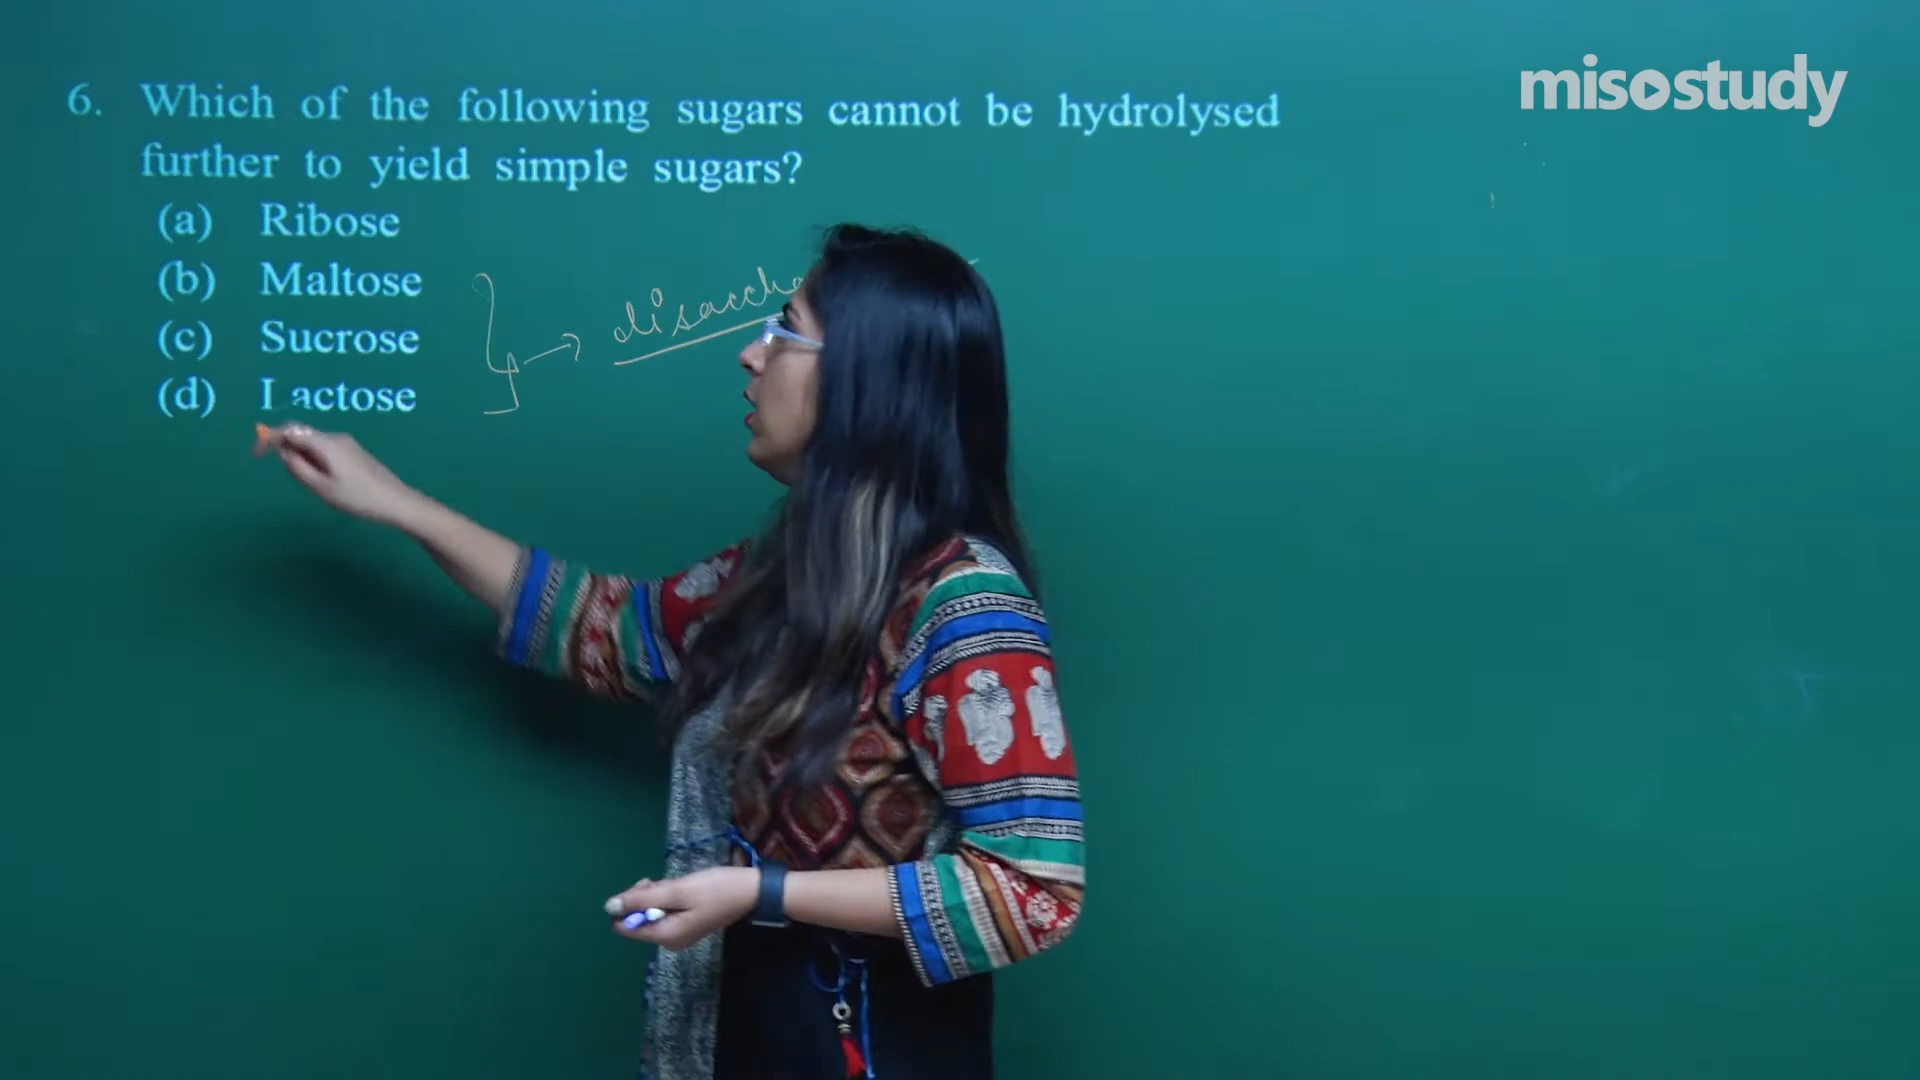 misostudy
6. Which of the following sugars cannot be hydrolysed
further to yield simple sugars?
(a) Ribose
(b) Maltose
(c) Sucrose
(d) Lactose